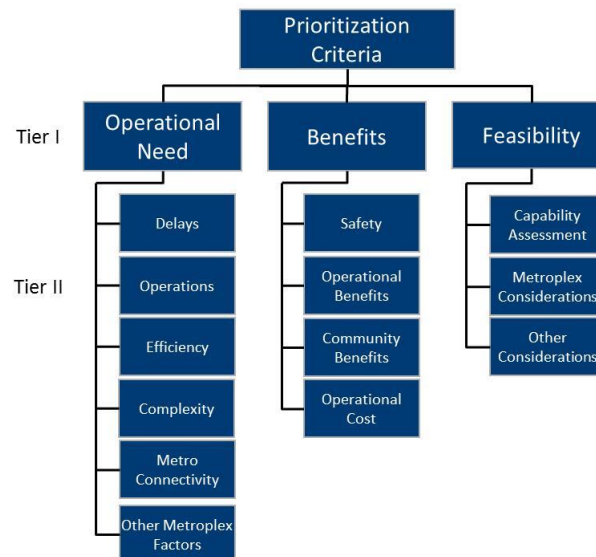 Prioritization
Criteria
Tier I
Operational
Need
Benefits
Feasibility
Tier II
Delays
Operations
Efficiency
Complexity
Metro
Connectivity
Other Metroplex
Factors
Safety
Operational
Benefits
Community
Benefits
Operational
Cost
Capability
Assessment
Metroplex
Considerations
Other
Considerations